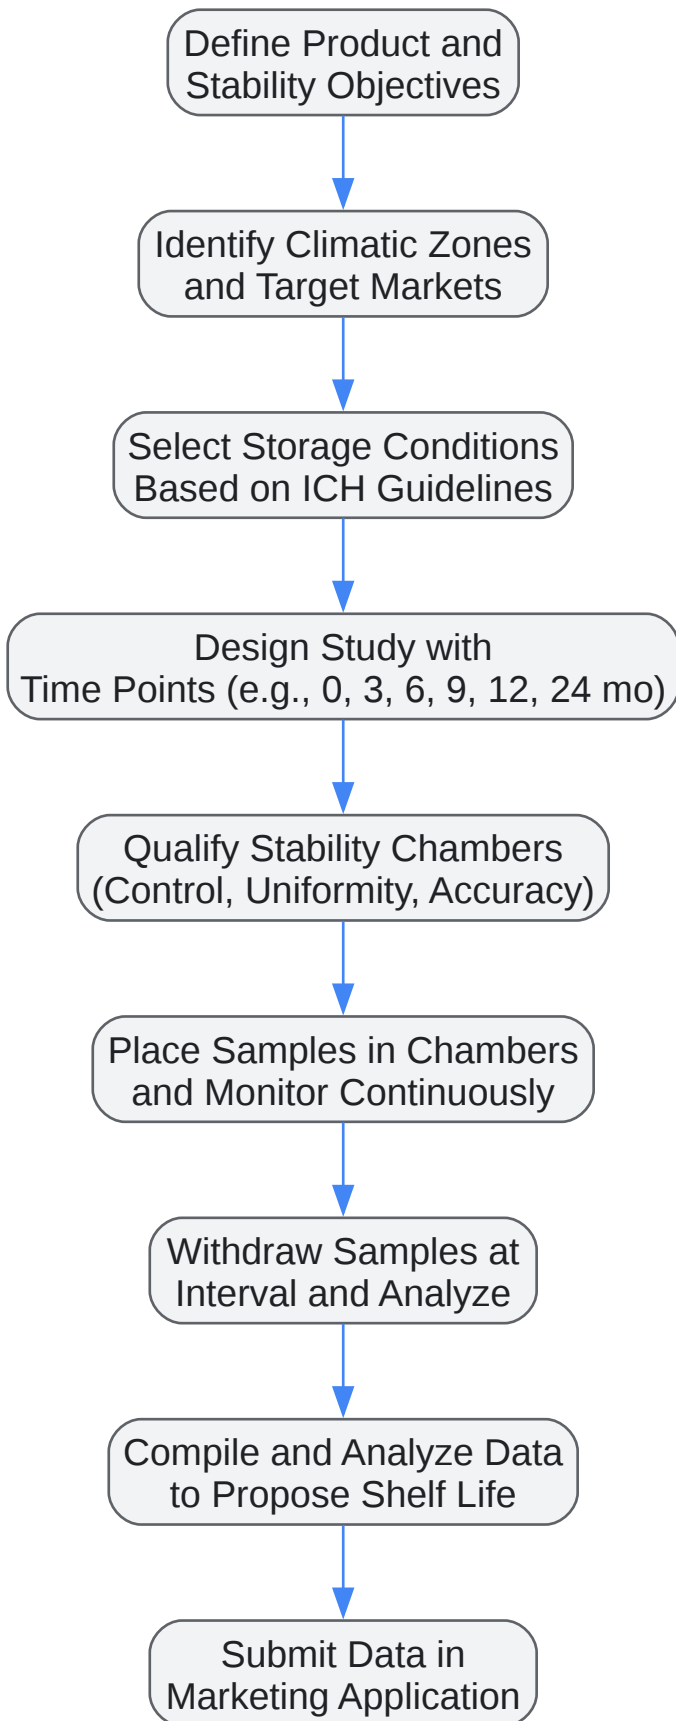 Define Product and
Stability Objectives
Identify Climatic Zones
and Target Markets
Select Storage Conditions
Based on ICH Guidelines
Design Study with
Time Points (e.g., 0, 3, 6, 9, 12, 24 mo)
Qualify Stability Chambers
(Control, Uniformity, Accuracy)
Place Samples in Chambers
and Monitor Continuously
Withdraw Samples at
Interval and Analyze
Compile and Analyze Data
to Propose Shelf Life
Submit Data in
Marketing Application